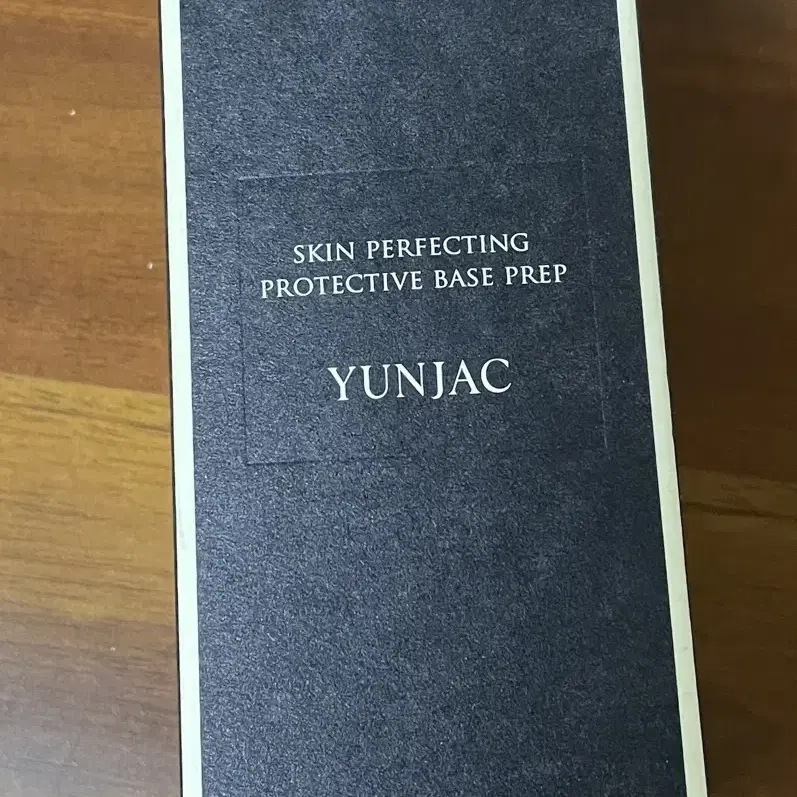 SKIN PERFECTING
PROTECTIVE BASE PREP
YUNJAC